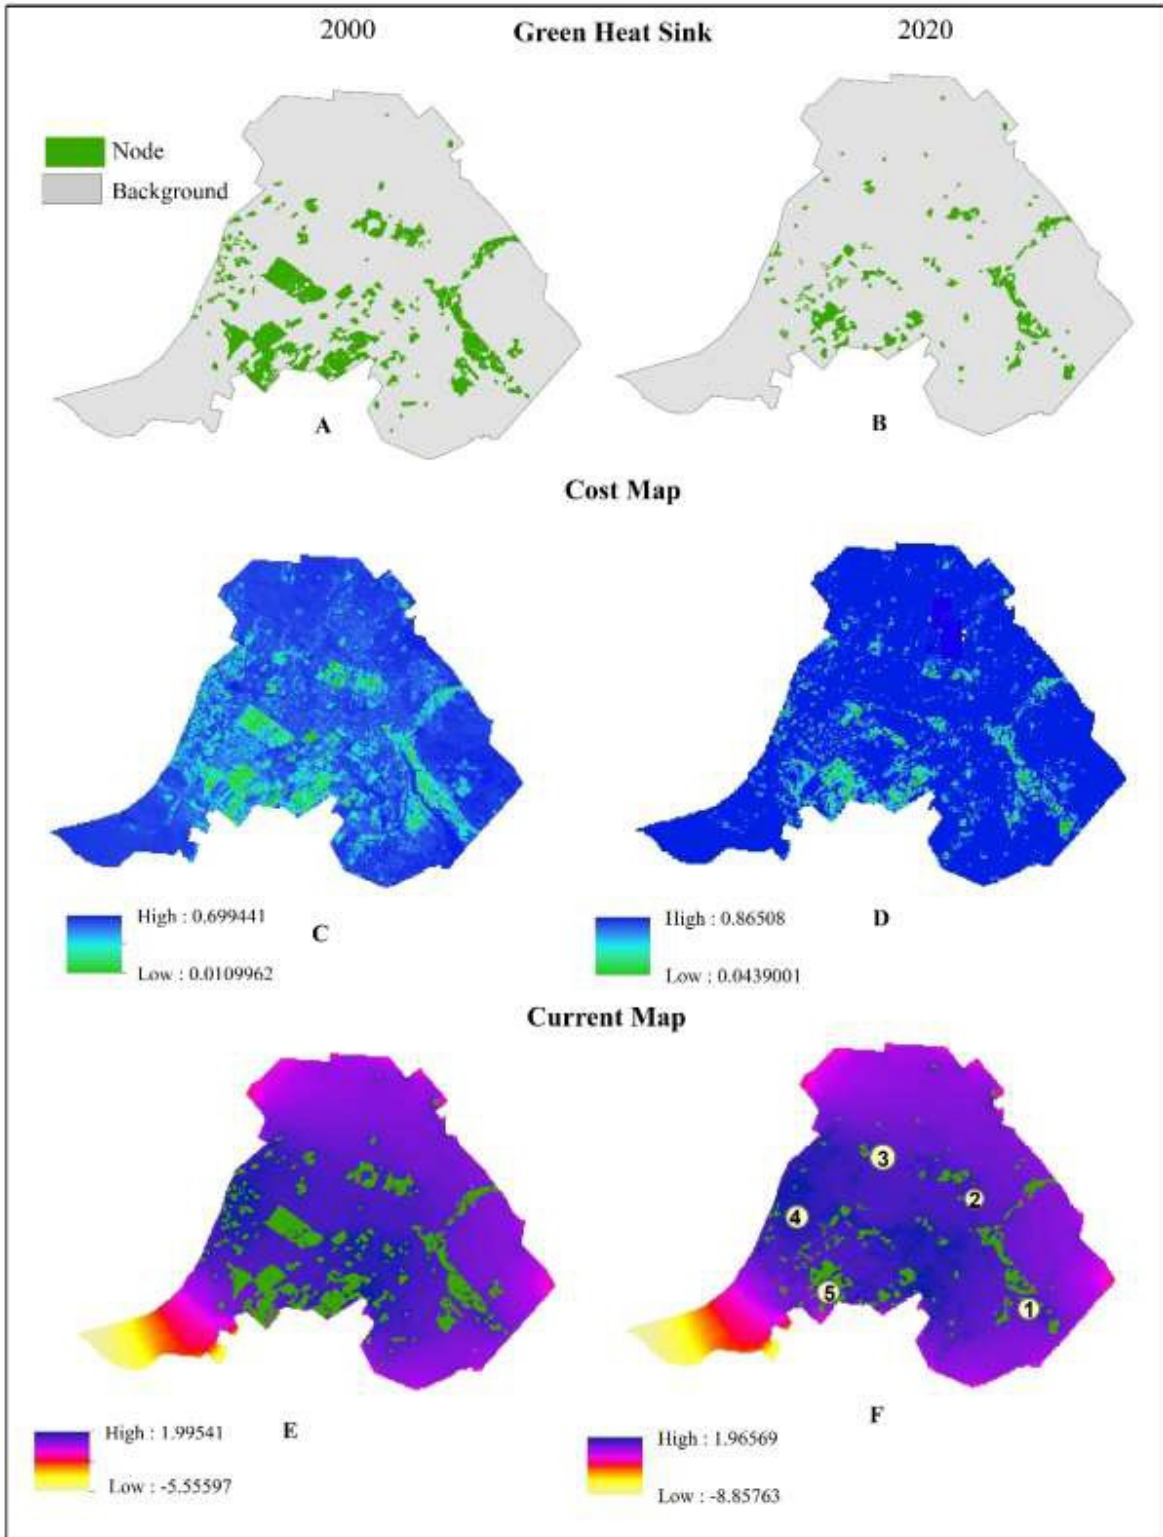 2000 Green Heat Sink 2020
Node
Background
A
B
Cost Map
High : 0.699441
Low : 0.0109962
C
High : 0.86508
Low : 0.0439001
D
Current Map
3
2
4
5
1
High : 1.99541
Low : -5.55597
E
High : 1.96569
Low : -8.85763
F